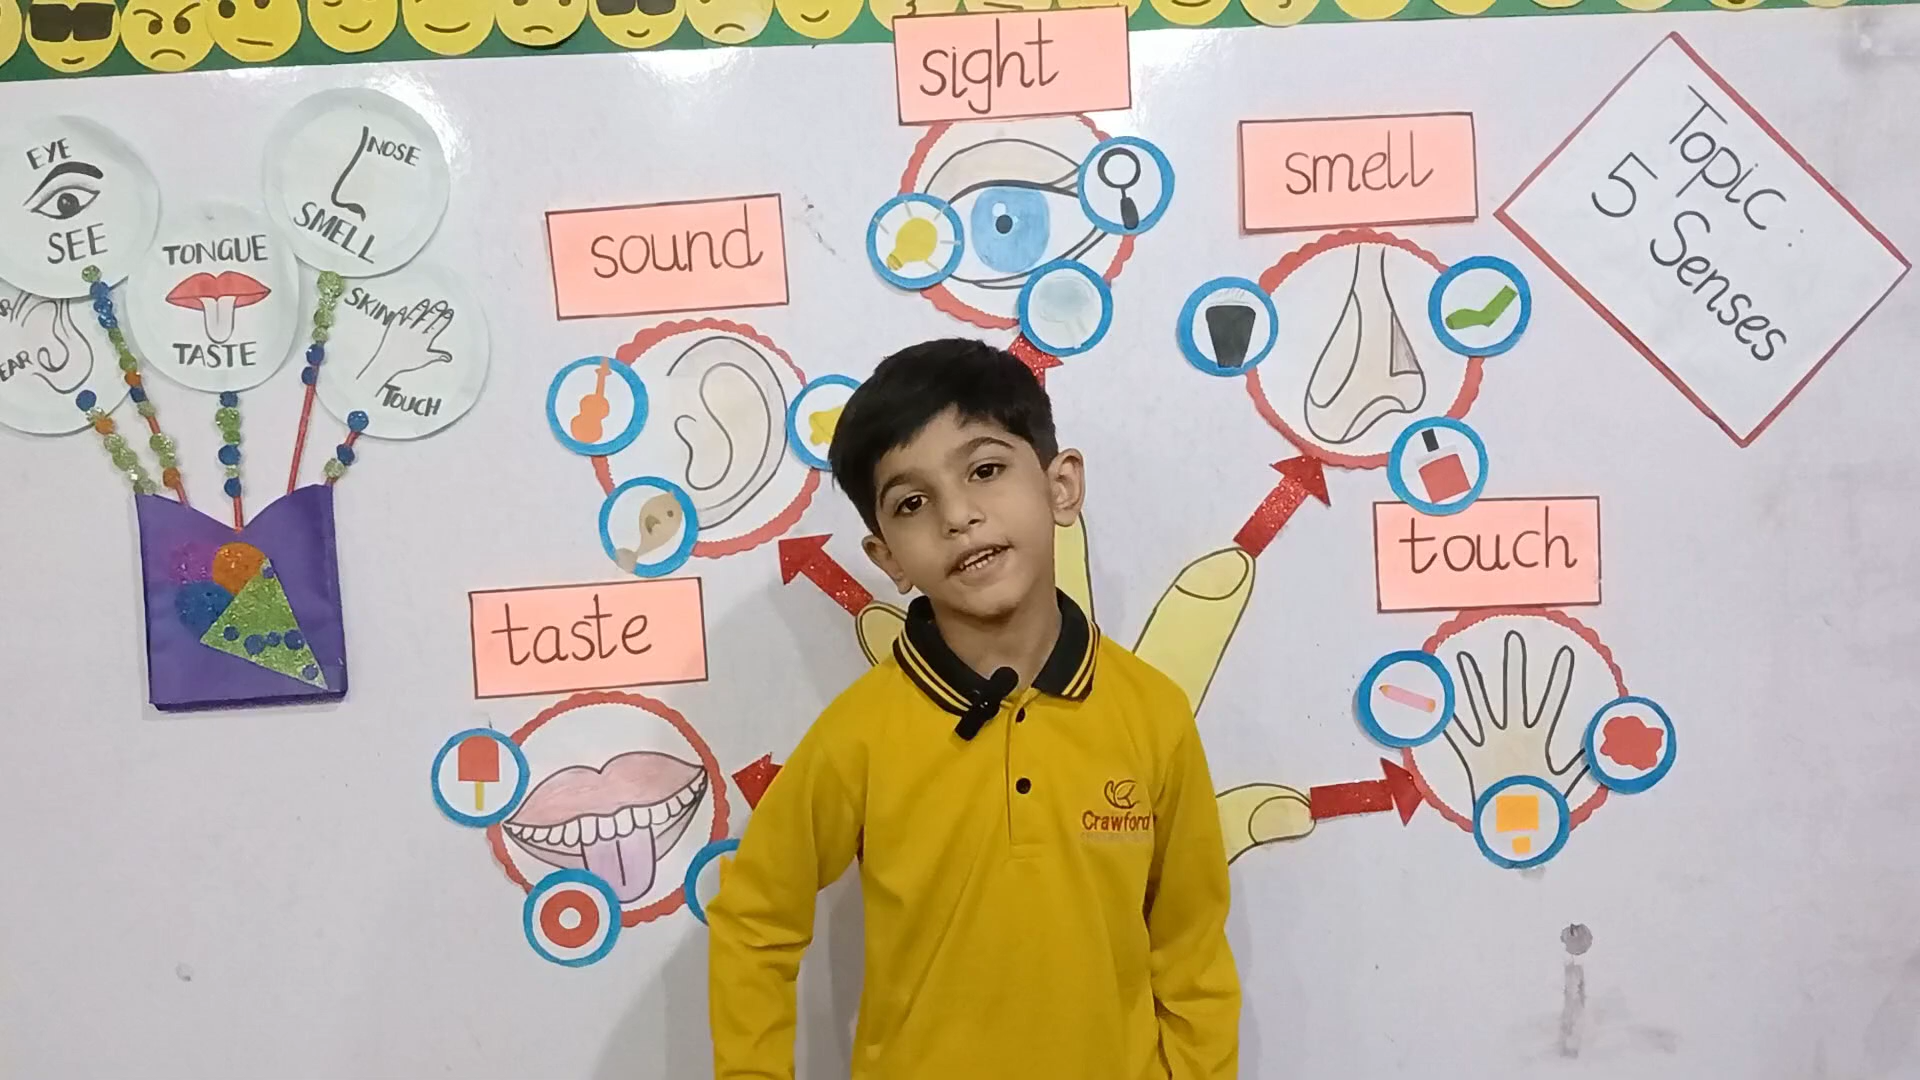 sight
smell
sound
touch
taste
Topic:
5 Senses
EYE
SEE
NOSE
SMELL
TONGUE
TASTE
SKIN
TOUCH
EAR
Crawford